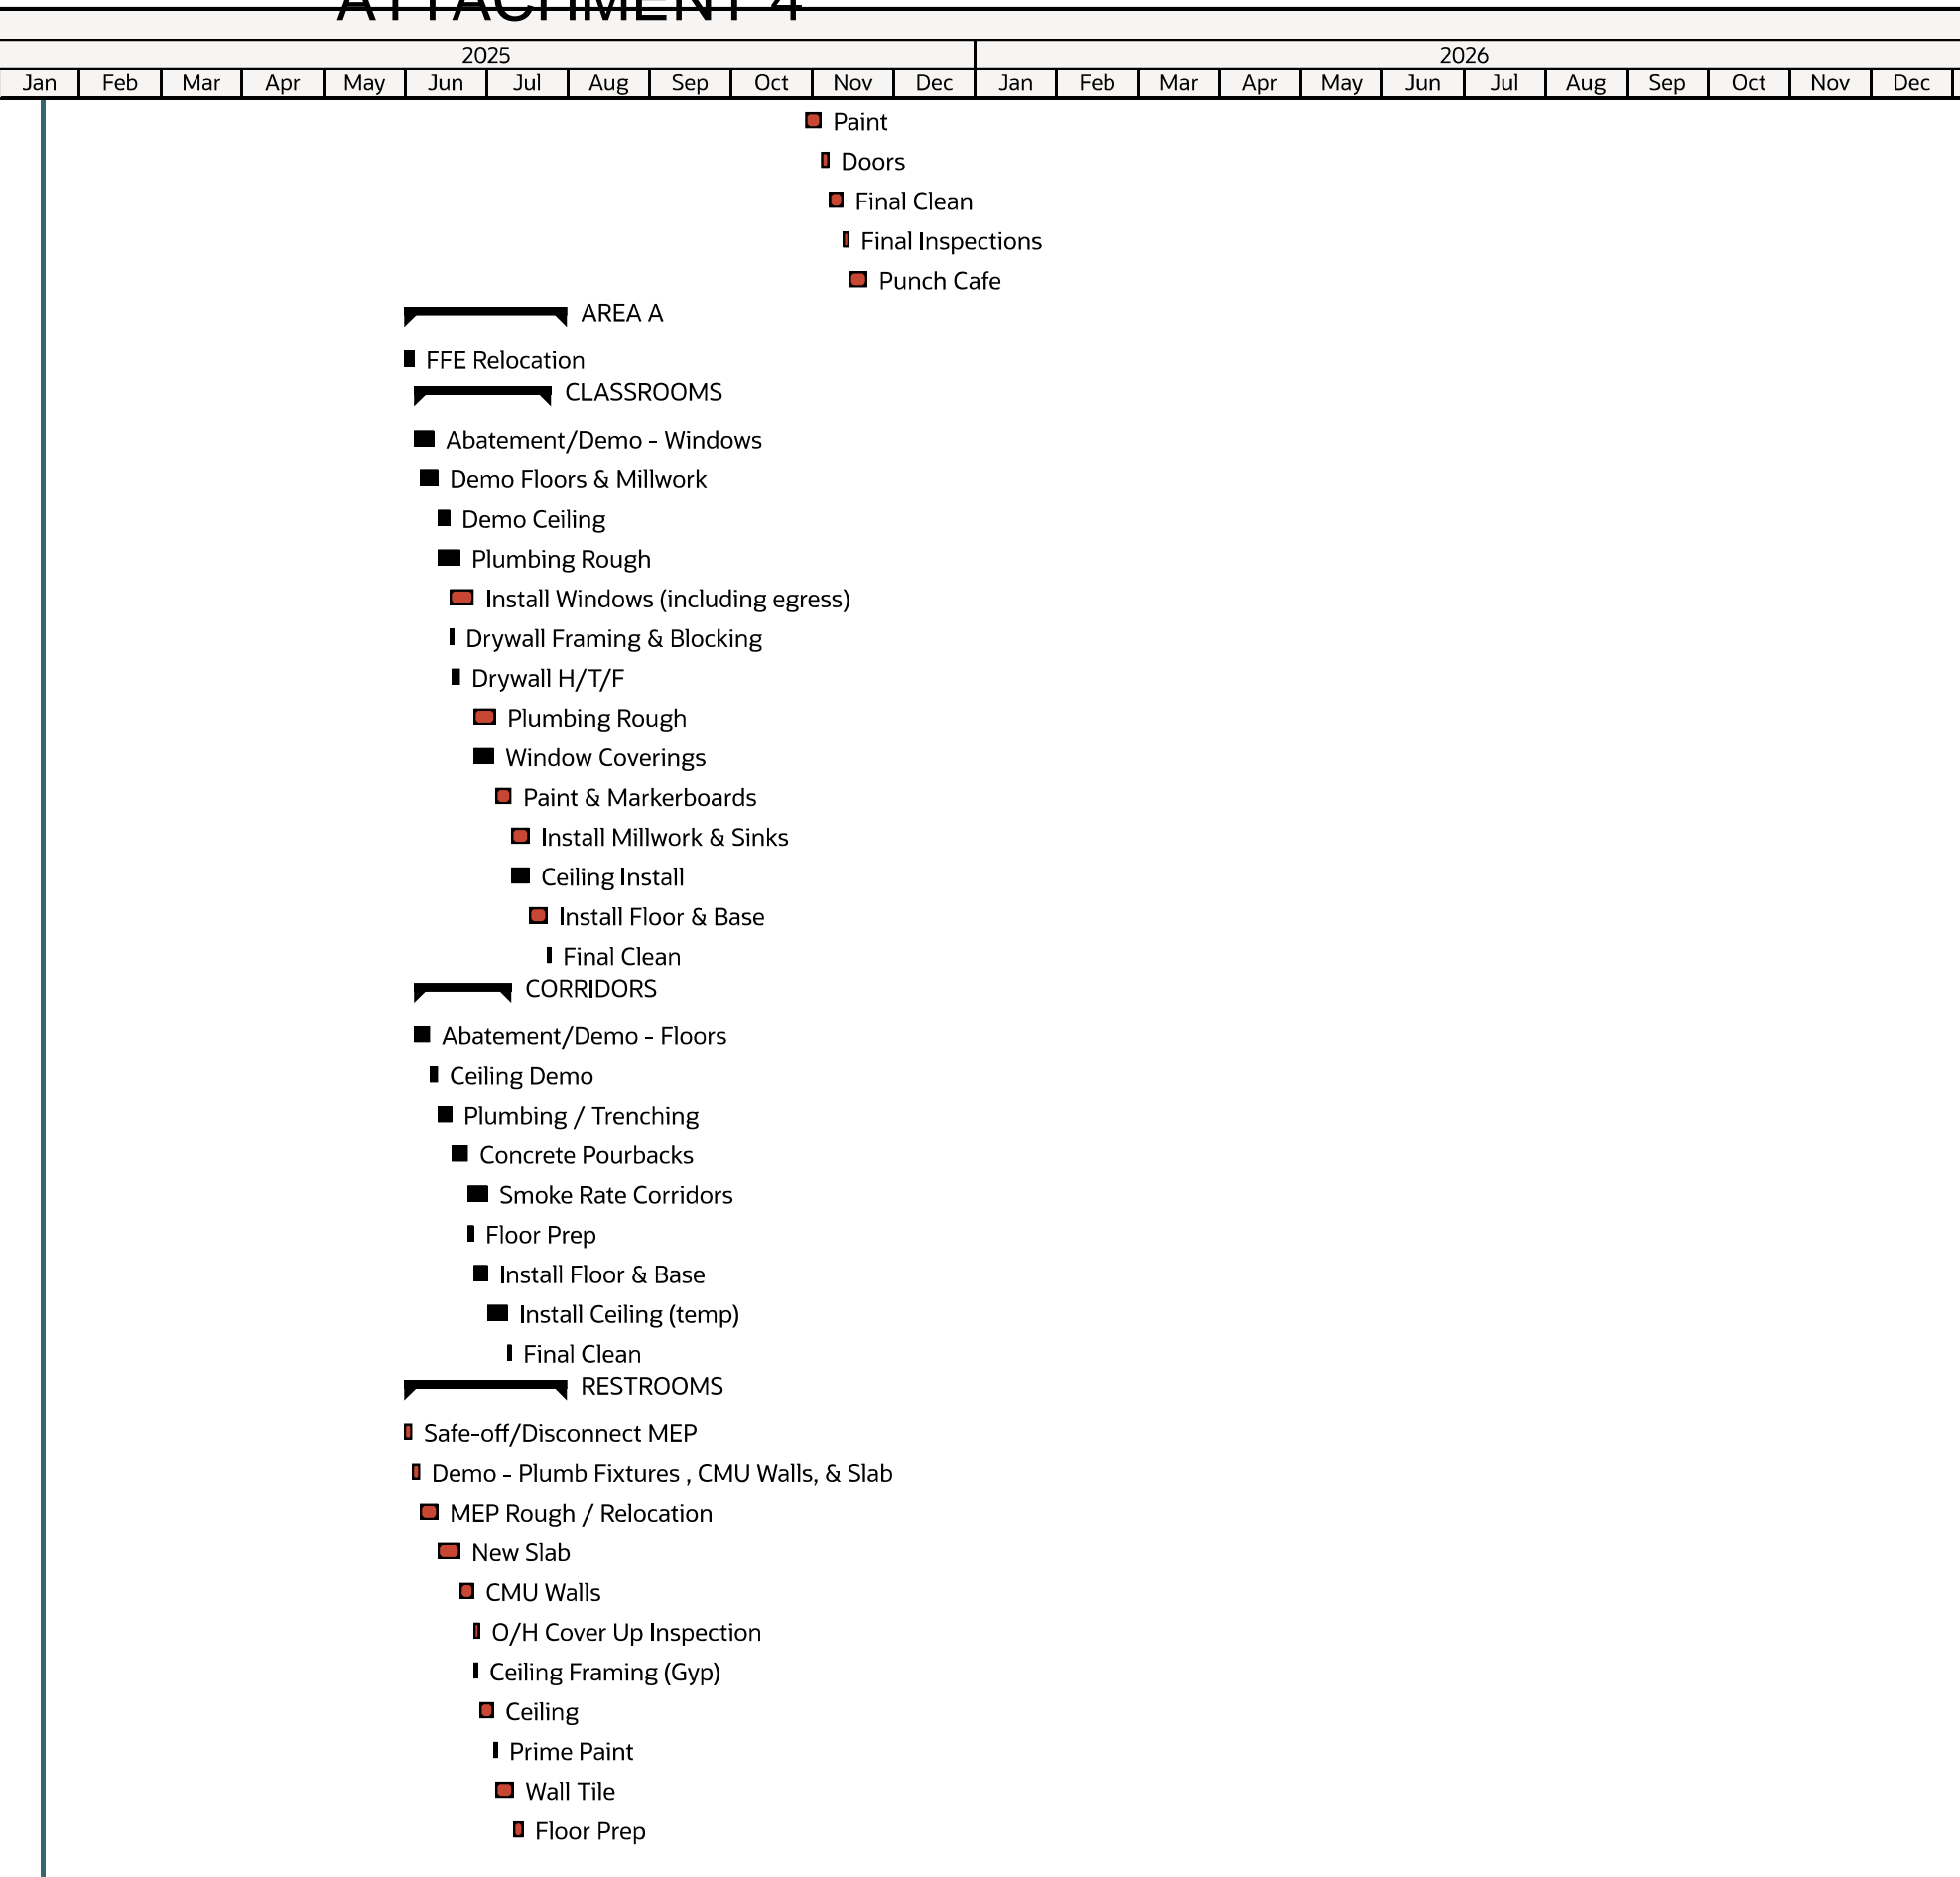 ATTACHMENT 4
2025 2026
Jan Feb Mar Apr May Jun Jul Aug Sep Oct Nov Dec Jan Feb Mar Apr May Jun Jul Aug Sep Oct Nov Dec
Paint
Doors
Final Clean
Final Inspections
Punch Cafe
AREA A
FFE Relocation
CLASSROOMS
Abatement/Demo - Windows
Demo Floors & Millwork
Demo Ceiling
Plumbing Rough
Install Windows (including egress)
Drywall Framing & Blocking
Drywall H/T/F
Plumbing Rough
Window Coverings
Paint & Markerboards
Install Millwork & Sinks
Ceiling Install
Install Floor & Base
Final Clean
CORRIDORS
Abatement/Demo - Floors
Ceiling Demo
Plumbing / Trenching
Concrete Pourbacks
Smoke Rate Corridors
Floor Prep
Install Floor & Base
Install Ceiling (temp)
Final Clean
RESTROOMS
Safe-off/Disconnect MEP
Demo - Plumb Fixtures , CMU Walls, & Slab
MEP Rough / Relocation
New Slab
CMU Walls
O/H Cover Up Inspection
Ceiling Framing (Gyp)
Ceiling
Prime Paint
Wall Tile
Floor Prep